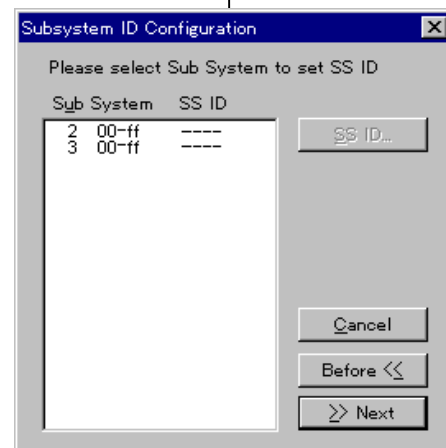 Subsystem ID Configuration
Please select Sub System to set SS ID
Sub System SS ID
2 00-ff ----
3 00-ff ----
SS ID...
Cancel
Before <<
>> Next